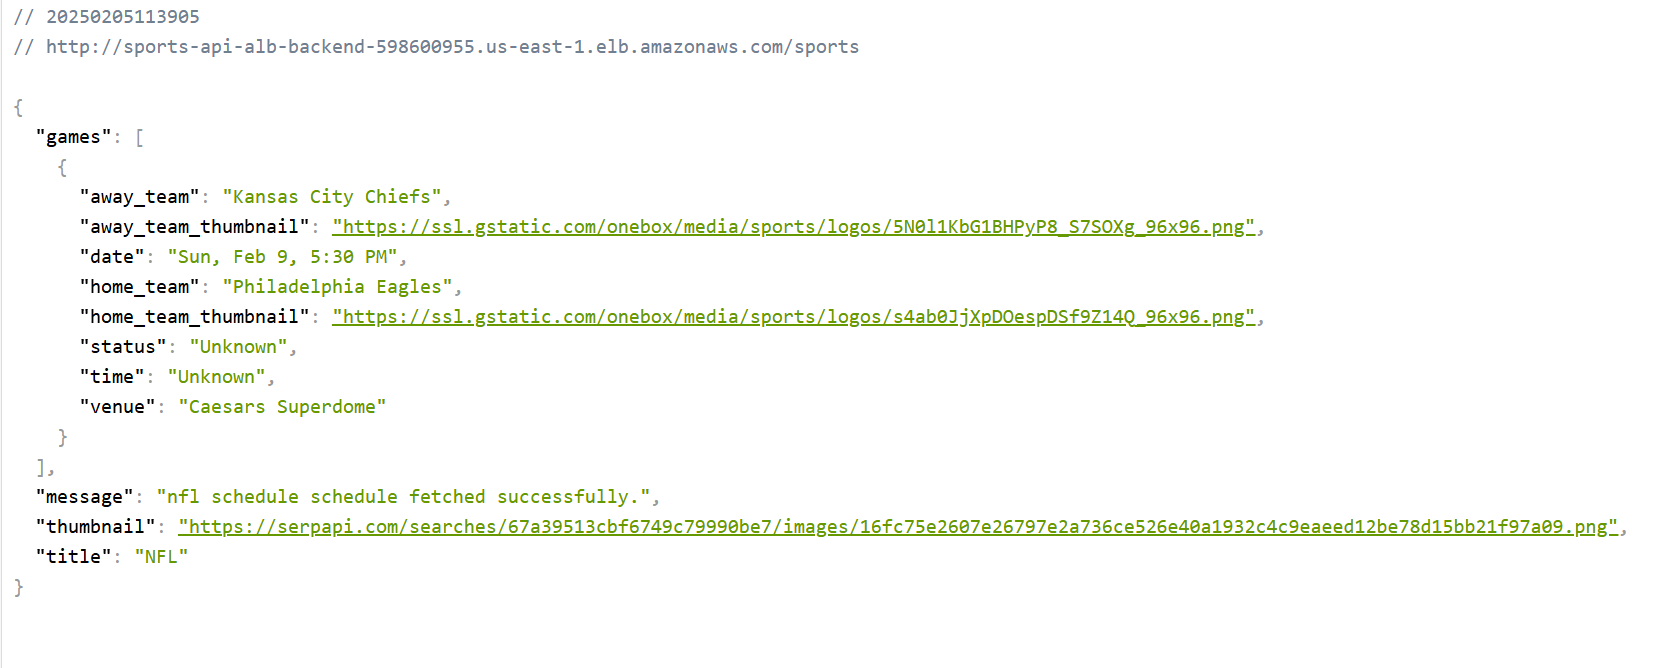 // 20250205113905
// http://sports-api-alb-backend-598600955.us-east-1.elb.amazonaws.com/sports
{
"games": [
{
"away_team": "Kansas City Chiefs",
"away_team_thumbnail": "https://ssl.gstatic.com/onebox/media/sports/logos/5N0l1KbG1BHPyP8_S7SOXg_96x96.png",
"date": "Sun, Feb 9, 5:30 PM",
"home_team": "Philadelphia Eagles",
"home_team_thumbnail": "https://ssl.gstatic.com/onebox/media/sports/logos/s4ab0JjXpDOespDSf9Z14Q_96x96.png",
"status": "Unknown",
"time": "Unknown",
"venue": "Caesars Superdome"
}
],
"message": "nfl schedule schedule fetched successfully.",
"thumbnail": "https://serpapi.com/searches/67a39513cbf6749c79990be7/images/16fc75e2607e26797e2a736ce526e40a1932c4c9eaeed12be78d15bb21f97a09.png",
"title": "NFL"
}